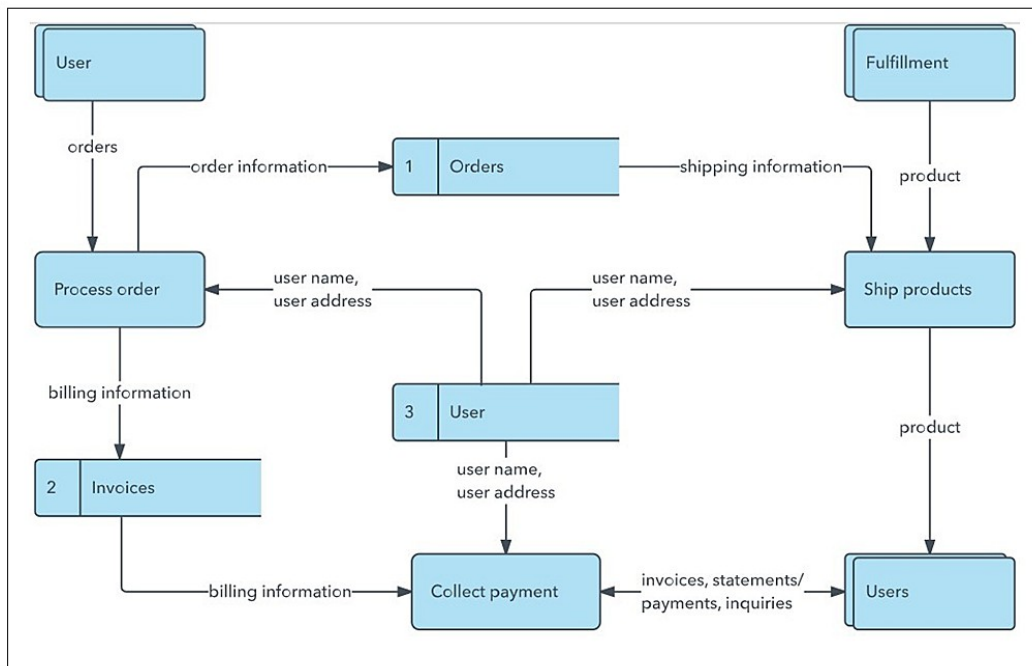 User
Fulfillment
orders
order information
1
Orders
shipping information
product
Process order
user name,
user address
user name,
user address
Ship products
billing information
3
User
product
2
Invoices
user name,
user address
billing information
Collect payment
invoices, statements/
payments, inquiries
Users